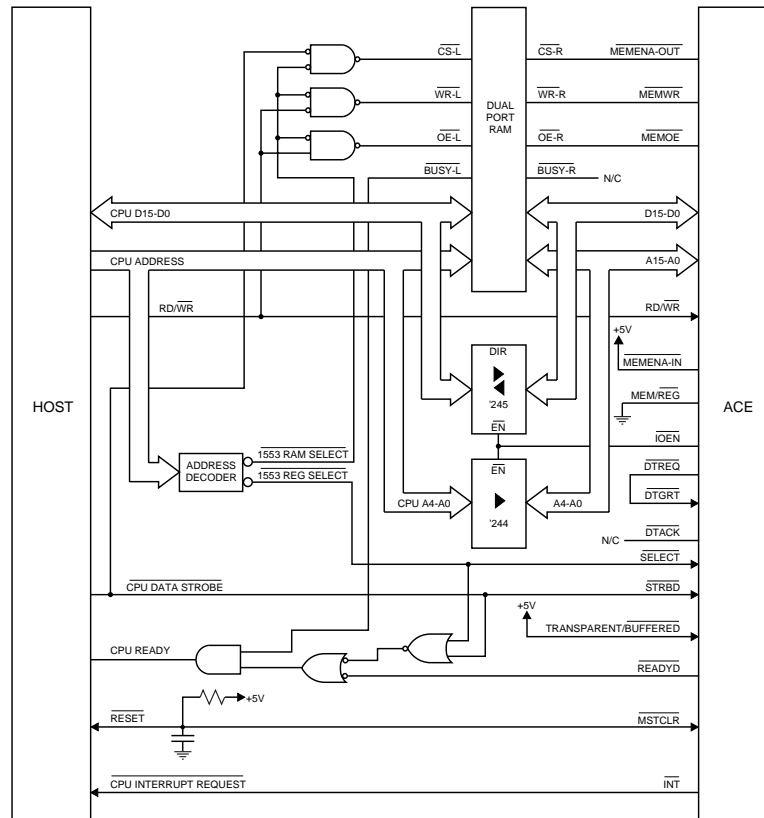 CS-L
CS-R
MEMENA-OUT
WR-L
DUAL
PORT
RAM
WR-R
MEMWR
OE-L
OE-R
MEMOE
BUSY-L
BUSY-R
N/C
CPU D15-D0
D15-D0
CPU ADDRESS
A15-A0
RD/WR
RD/WR
+5V
DIR
MEMENA-IN
HOST
'245
MEM/REG
ACE
EN
IOEN
1553 RAM SELECT
EN
ADDRESS
DECODER
1553 REG SELECT
DTREQ
CPU A4-A0
'244
A4-A0
DTGRT
N/C
DTACK
SELECT
CPU DATA STROBE
STRBD
+5V
TRANSPARENT/BUFFERED
CPU READY
READYD
+5V
RESET
MSTCLR
CPU INTERRUPT REQUEST
INT